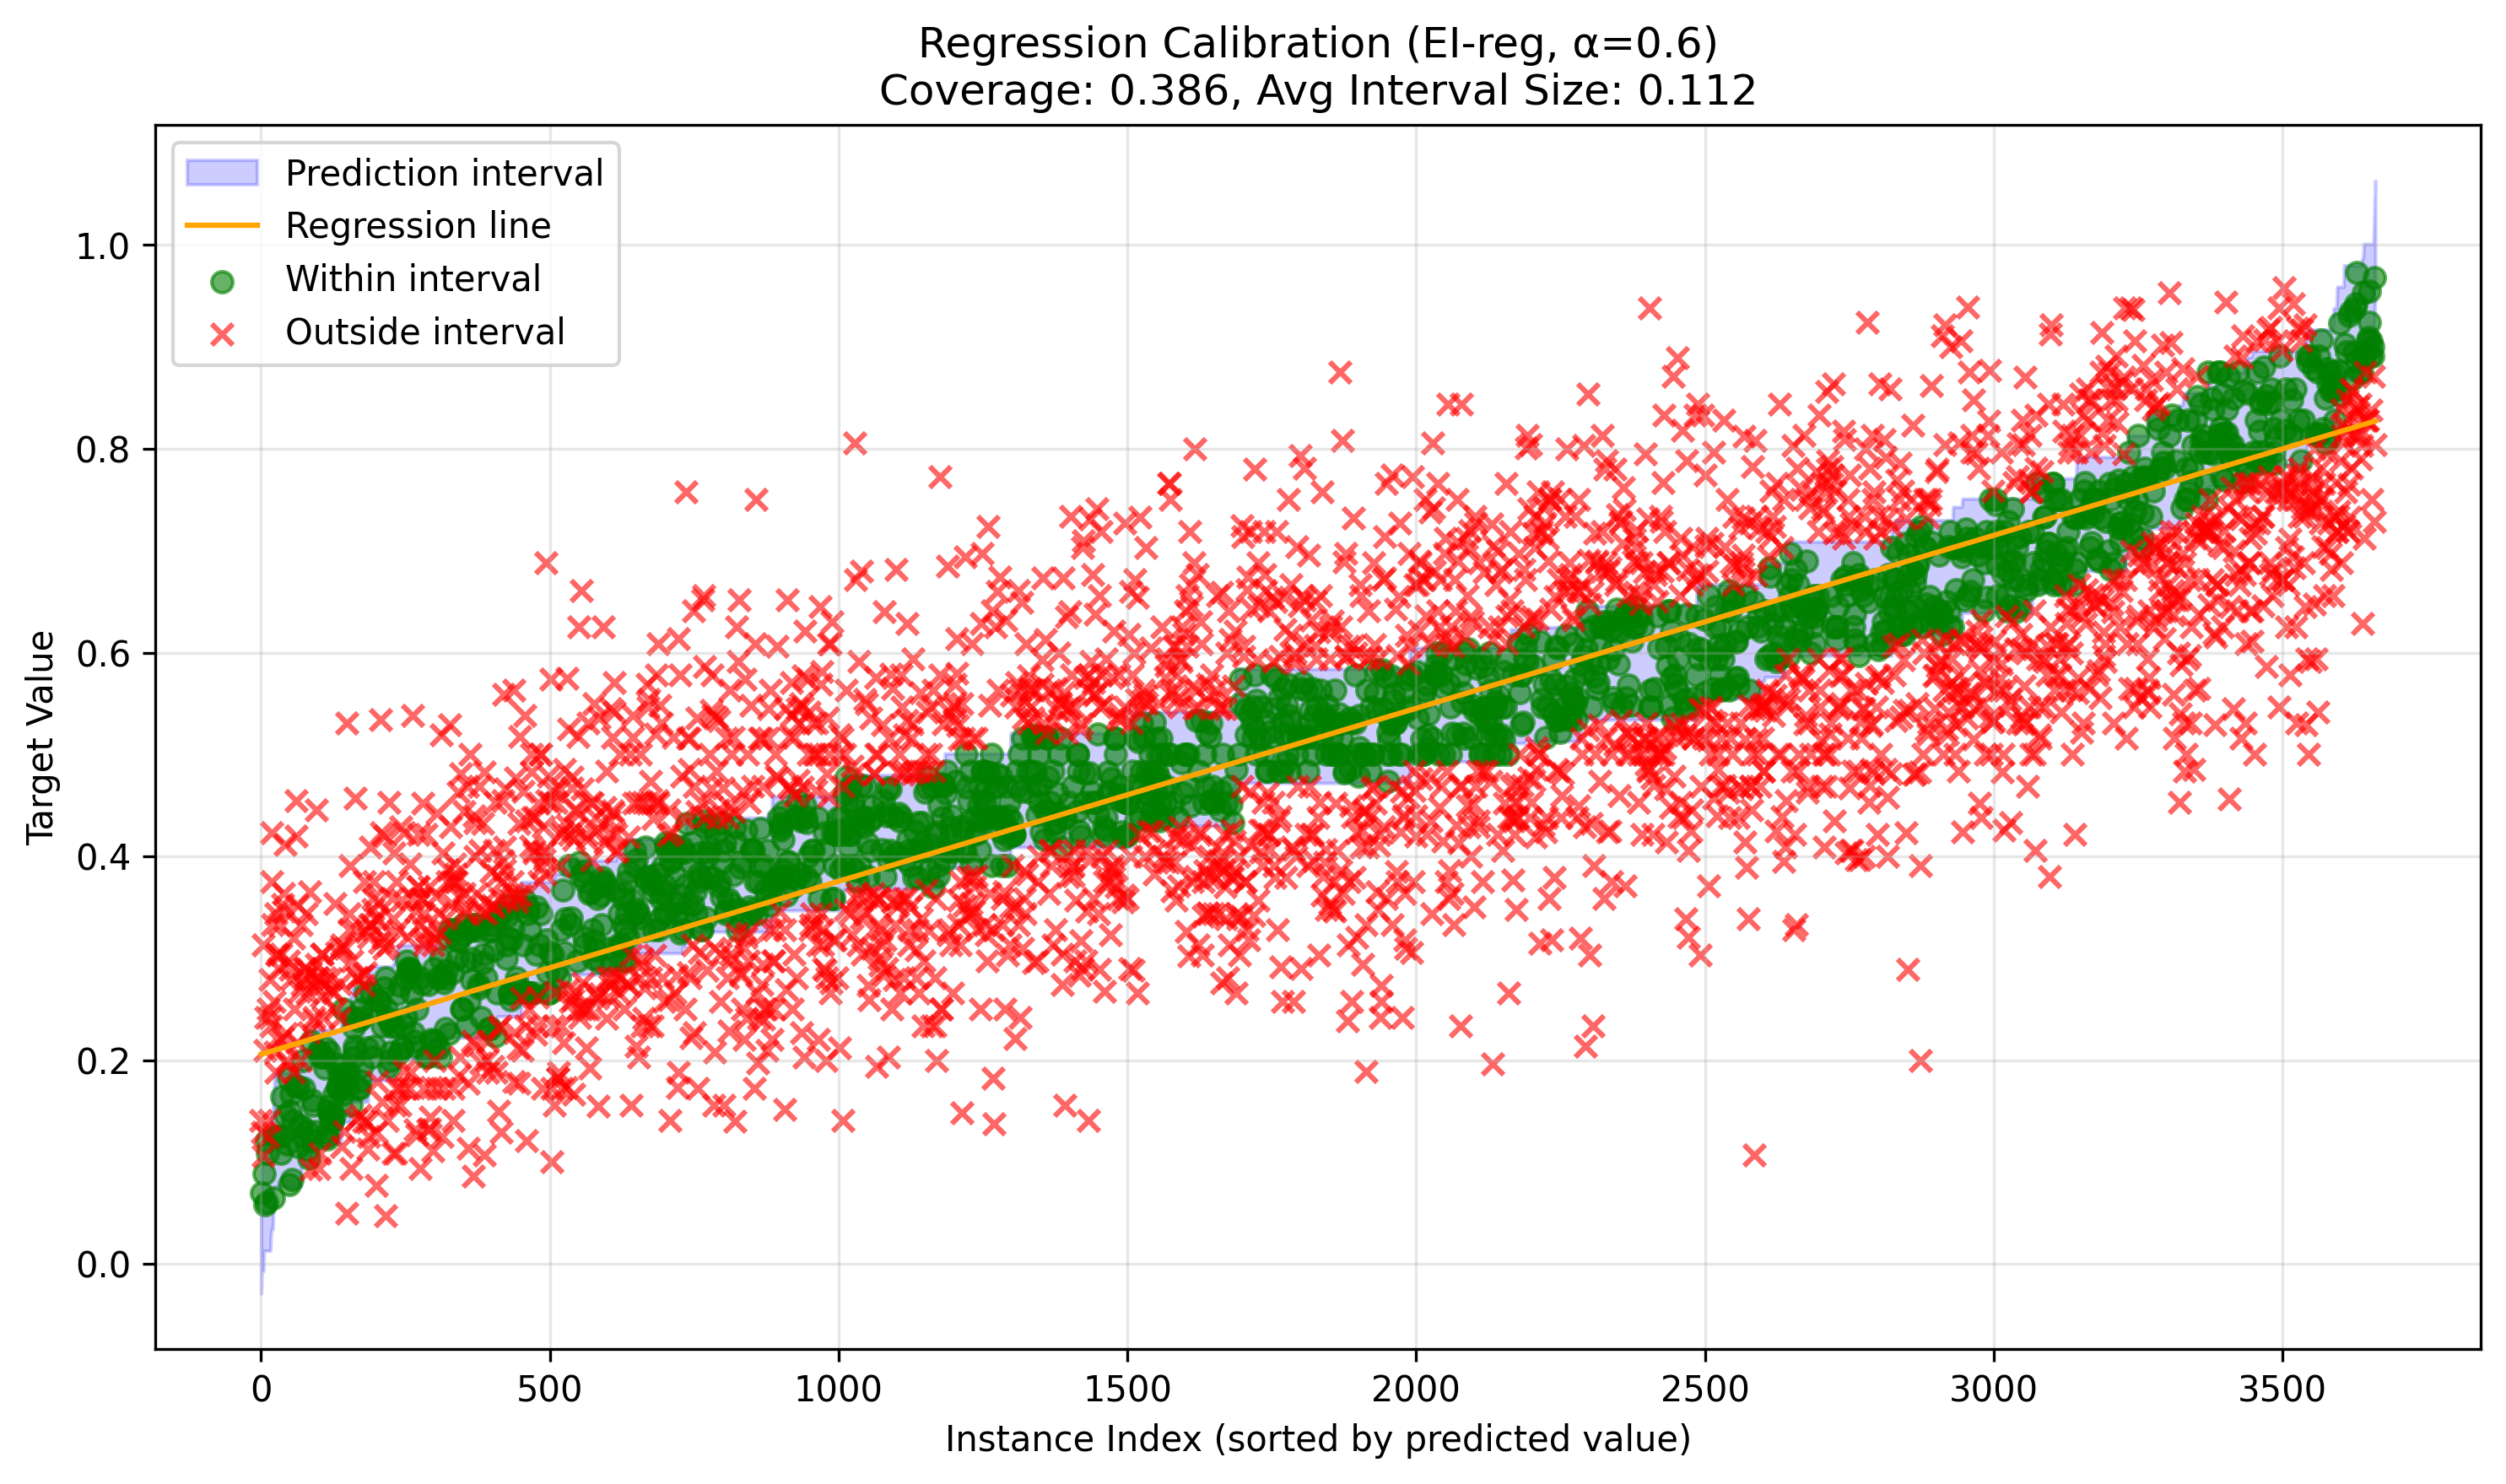 Regression Calibration (EI-reg, α=0.6)
Coverage: 0.386, Avg Interval Size: 0.112
Prediction interval
Regression line
Within interval
Outside interval
Target Value
1.0
0.8
0.6
0.4
0.2
0.0
0 500 1000 1500 2000 2500 3000 3500
Instance Index (sorted by predicted value)